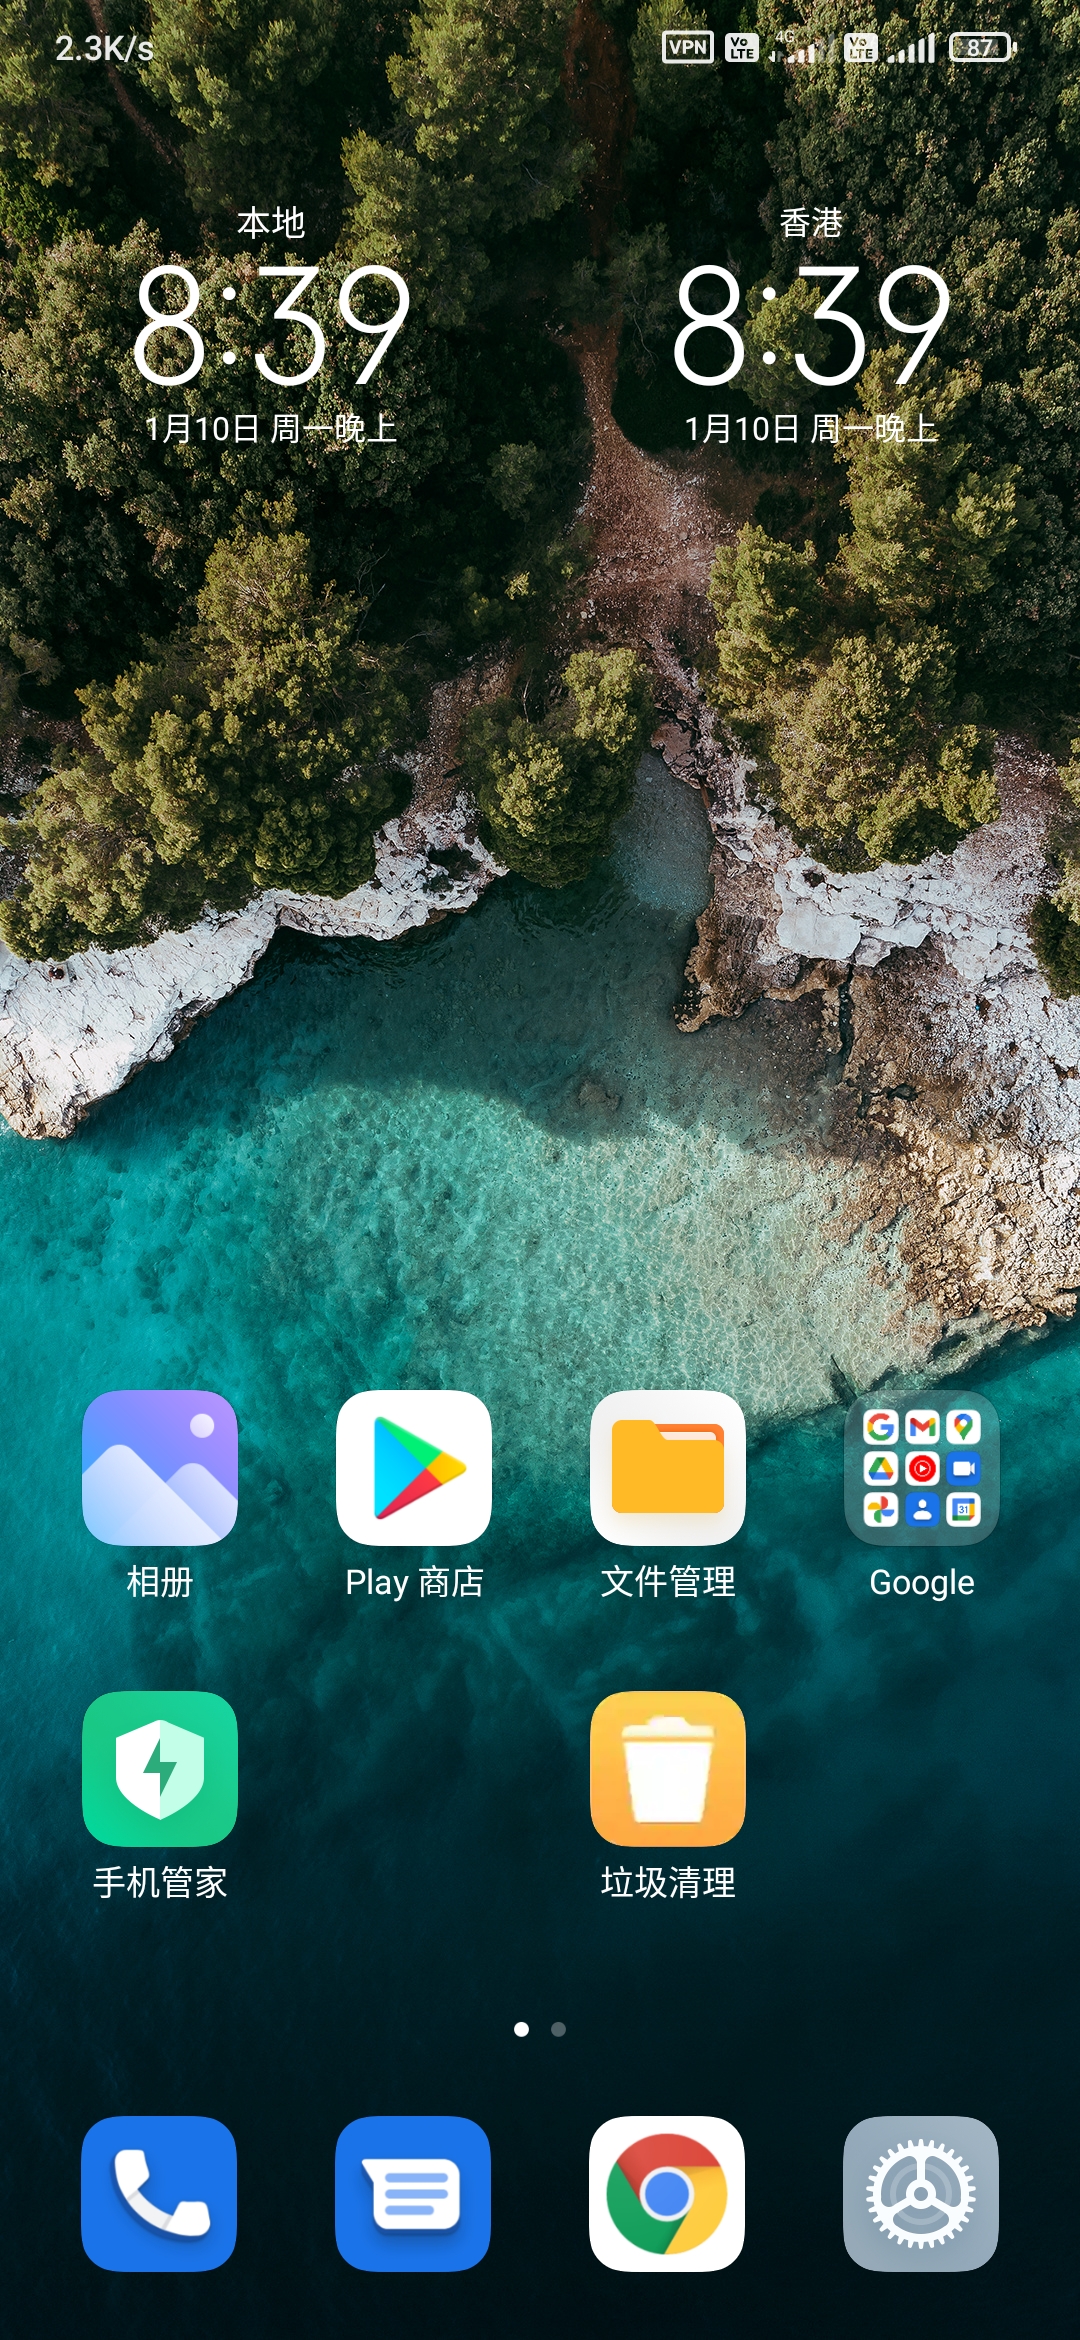 2.3K/s VPN Vo LTE 4G Vo LTE 87
本地 香港
8:39 8:39
1月10日 周一晚上 1月10日 周一晚上
31
相册 Play 商店 文件管理 Google
手机管家 垃圾清理